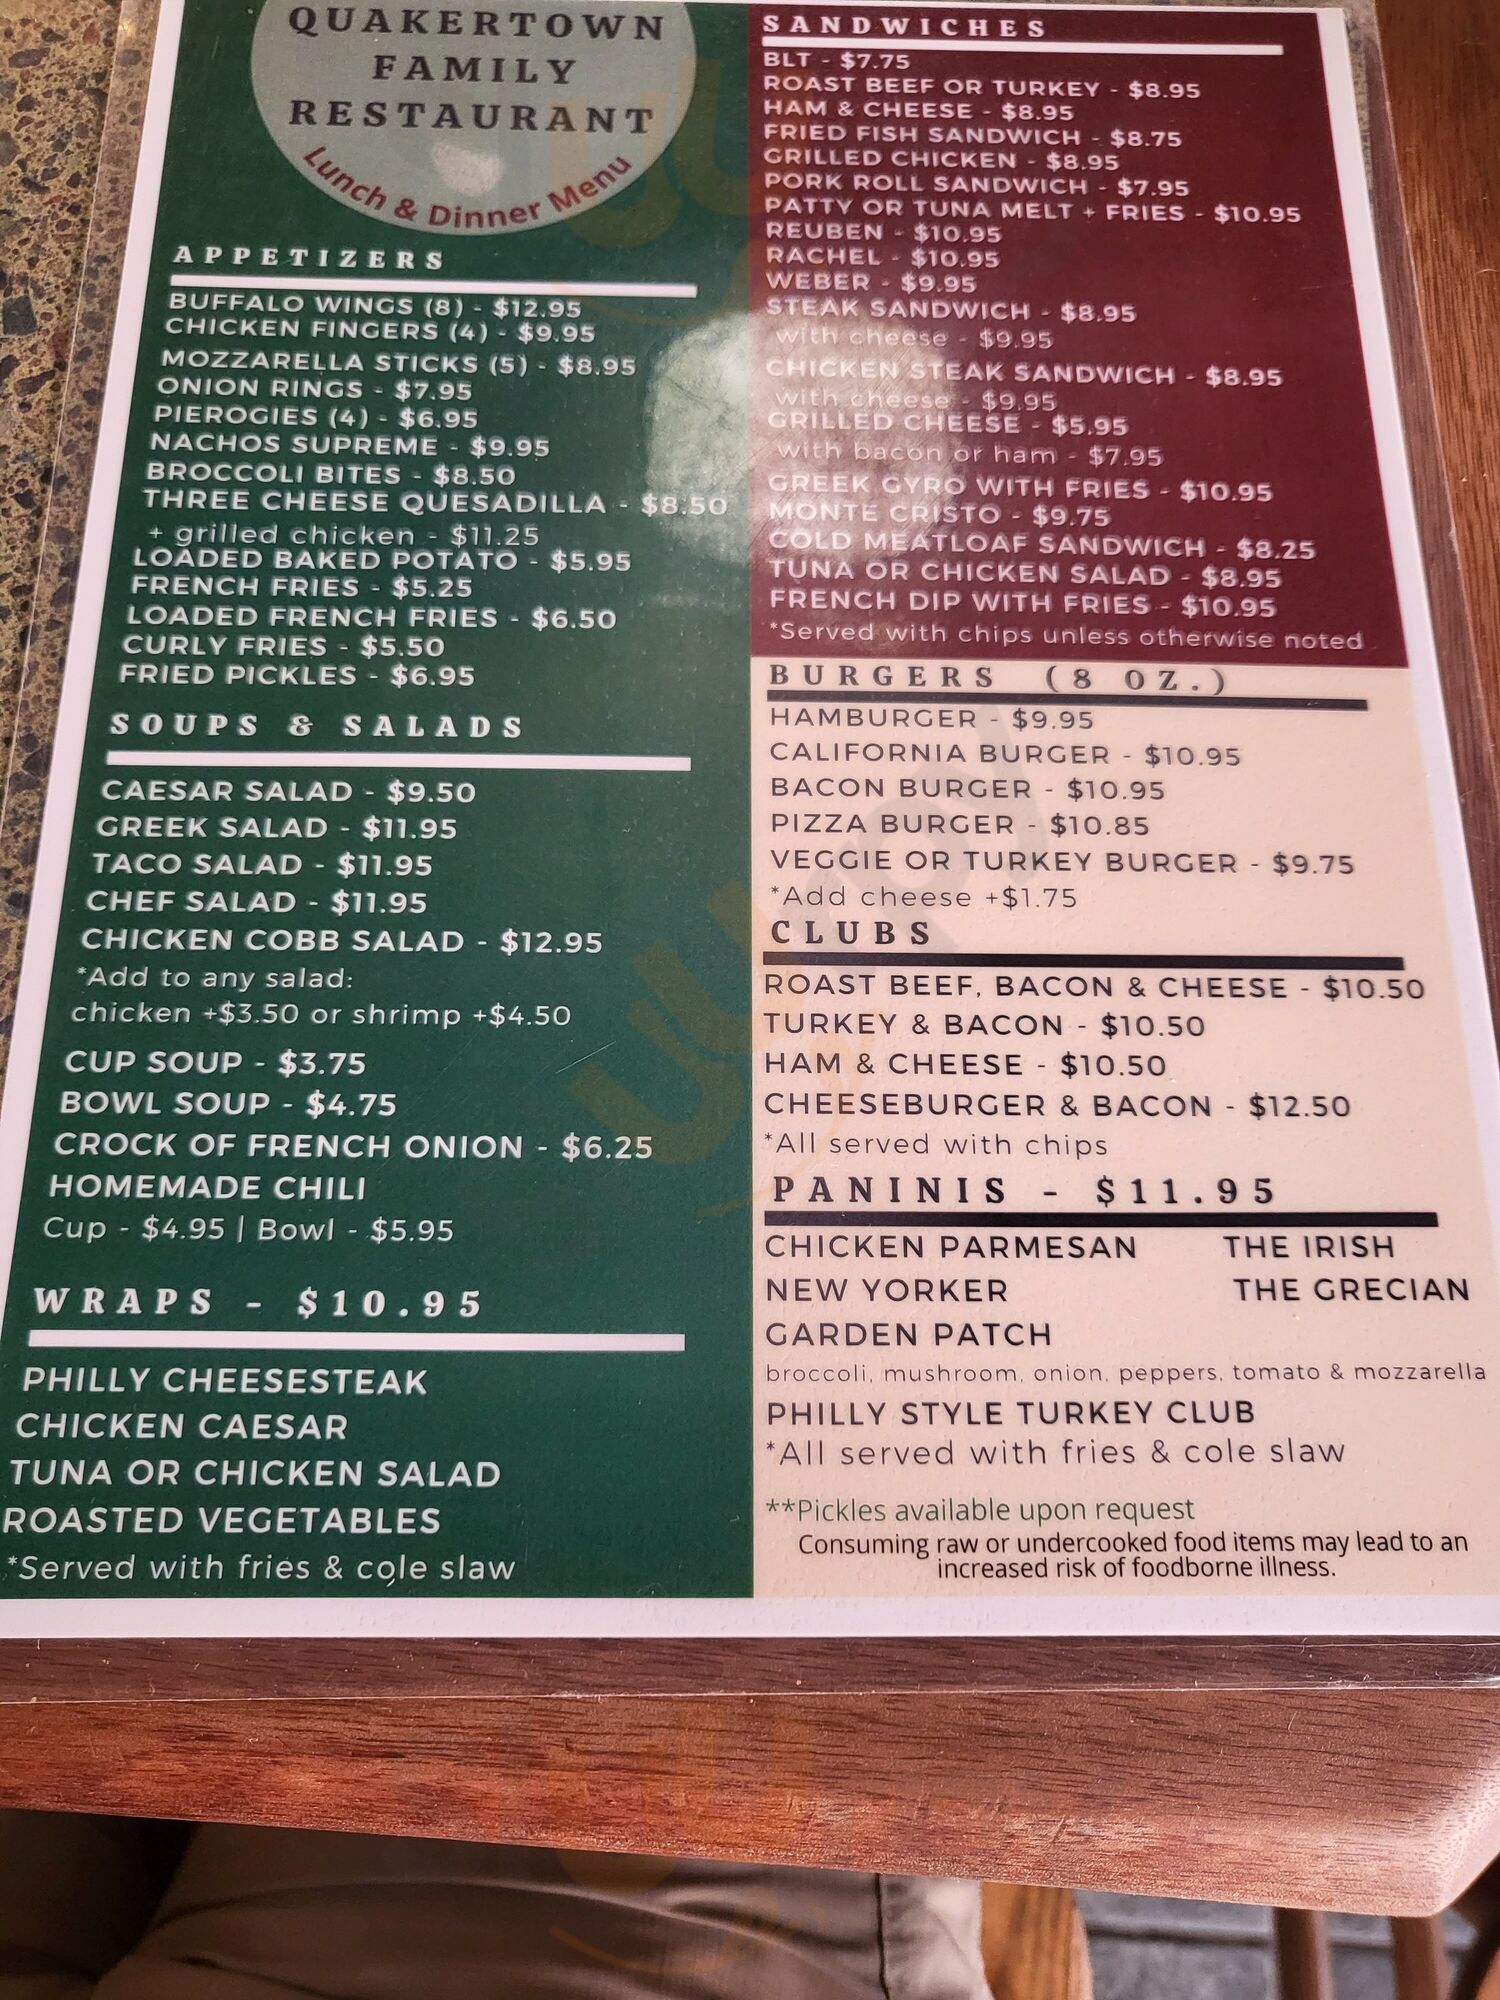 QUAKERTOWN
FAMILY
RESTAURANT
Lunch & Dinner Menu
APPETIZERS
BUFFALO WINGS (8) - $12.95
CHICKEN FINGERS (4) - $9.95
MOZZARELLA STICKS (5) - $8.95
ONION RINGS - $7.95
PIEROGIES (4) - $6.95
NACHOS SUPREME - $9.95
BROCCOLI BITES - $8.50
THREE CHEESE QUESADILLA - $8.50
+ grilled chicken - $11.25
LOADED BAKED POTATO - $5.95
FRENCH FRIES - $5.25
LOADED FRENCH FRIES - $6.50
CURLY FRIES - $5.50
FRIED PICKLES - $6.95
SOUPS & SALADS
CAESAR SALAD - $9.50
GREEK SALAD - $11.95
TACO SALAD - $11.95
CHEF SALAD - $11.95
CHICKEN COBB SALAD - $12.95
*Add to any salad:
chicken +$3.50 or shrimp +$4.50
CUP SOUP - $3.75
BOWL SOUP - $4.75
CROCK OF FRENCH ONION - $6.25
HOMEMADE CHILI
Cup - $4.95 | Bowl - $5.95
WRAPS - $10.95
PHILLY CHEESESTEAK
CHICKEN CAESAR
TUNA OR CHICKEN SALAD
ROASTED VEGETABLES
*Served with fries & cole slaw
SANDWICHES
BLT - $7.75
ROAST BEEF OR TURKEY - $8.95
HAM & CHEESE - $8.95
FRIED FISH SANDWICH - $8.75
GRILLED CHICKEN - $8.95
PORK ROLL SANDWICH - $7.95
PATTY OR TUNA MELT + FRIES - $10.95
REUBEN - $10.95
RACHEL - $10.95
WEBER - $9.95
STEAK SANDWICH - $8.95
with cheese - $9.95
CHICKEN STEAK SANDWICH - $8.95
with cheese - $9.95
GRILLED CHEESE - $5.95
with bacon or ham - $7.95
GREEK GYRO WITH FRIES - $10.95
MONTE CRISTO - $9.75
COLD MEATLOAF SANDWICH - $8.25
TUNA OR CHICKEN SALAD - $8.95
FRENCH DIP WITH FRIES - $10.95
*Served with chips unless otherwise noted
BURGERS (8 OZ.)
HAMBURGER - $9.95
CALIFORNIA BURGER - $10.95
BACON BURGER - $10.95
PIZZA BURGER - $10.85
VEGGIE OR TURKEY BURGER - $9.75
*Add cheese +$1.75
CLUBS
ROAST BEEF, BACON & CHEESE - $10.50
TURKEY & BACON - $10.50
HAM & CHEESE - $10.50
CHEESEBURGER & BACON - $12.50
*All served with chips
PANINIS - $11.95
CHICKEN PARMESAN THE IRISH
NEW YORKER THE GRECIAN
GARDEN PATCH
broccoli, mushroom, onion, peppers, tomato & mozzarella
PHILLY STYLE TURKEY CLUB
*All served with fries & cole slaw
**Pickles available upon request
Consuming raw or undercooked food items may lead to an
increased risk of foodborne illness.